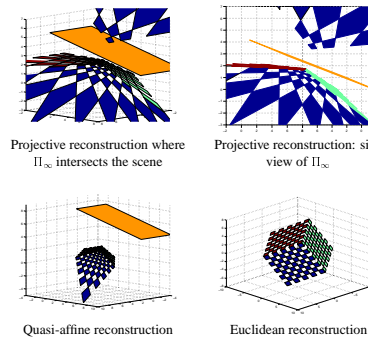 Projective reconstruction where
Π∞ intersects the scene
Projective reconstruction: si
view of Π∞
Quasi-affine reconstruction
Euclidean reconstruction